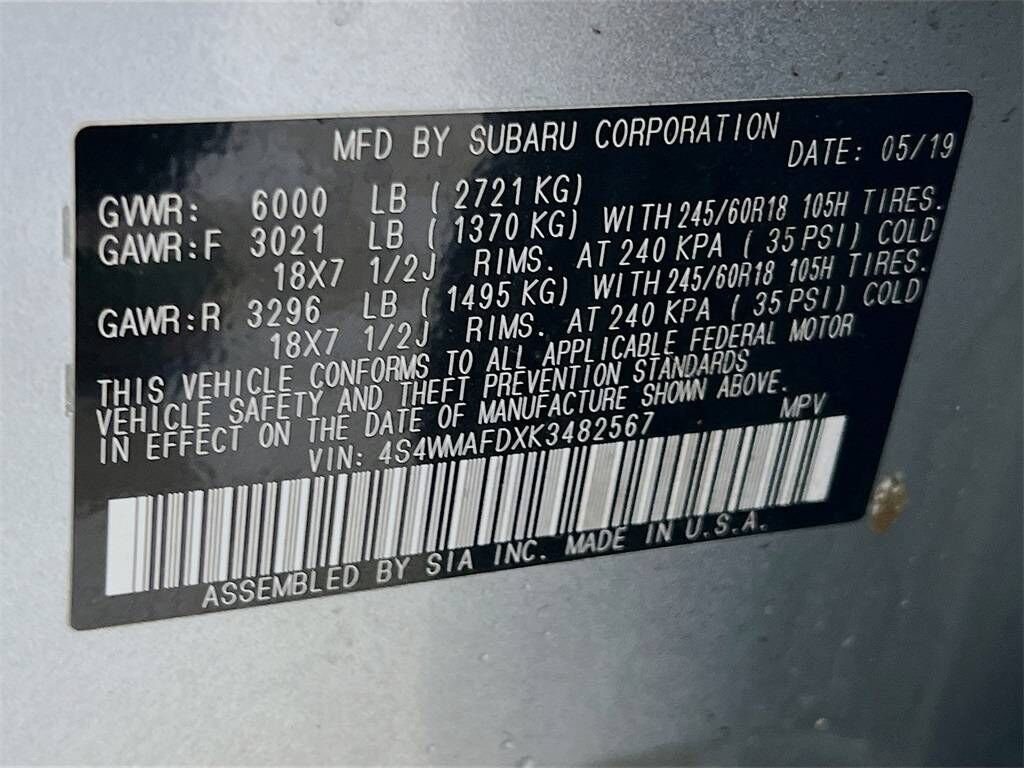 MFD BY SUBARU CORPORATION DATE: 05/19
GVWR: 6000 LB ( 2721 KG)
GAWR:F 3021 LB ( 1370 KG) WITH 245/60R18 105H TIRES.
18X7 1/2J RIMS. AT 240 KPA ( 35 PSI) COLD
GAWR:R 3296 LB ( 1495 KG) WITH 245/60R18 105H TIRES.
18X7 1/2J RIMS. AT 240 KPA ( 35 PSI) COLD
THIS VEHICLE CONFORMS TO ALL APPLICABLE FEDERAL MOTOR
VEHICLE SAFETY AND THEFT PREVENTION STANDARDS
IN EFFECT ON THE DATE OF MANUFACTURE SHOWN ABOVE.
VIN: 4S4WMAFDXK3482567 MPV
ASSEMBLED BY SIA INC. MADE IN U.S.A.